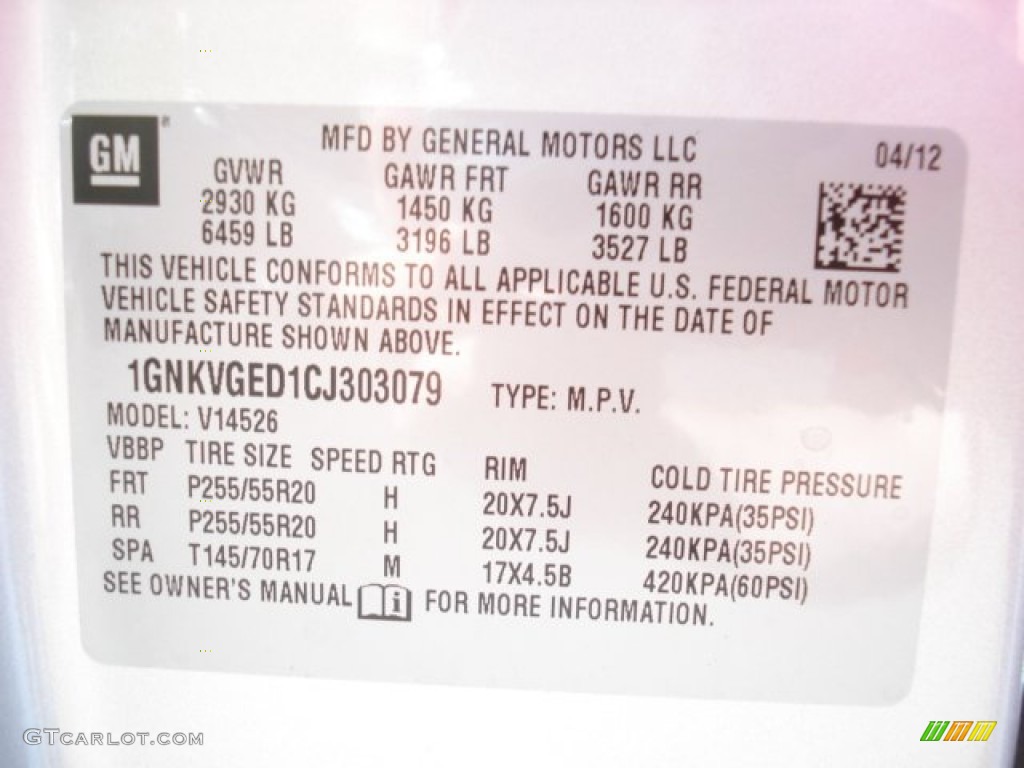 GM
MFD BY GENERAL MOTORS LLC 04/12
GVWR GAWR FRT GAWR RR
2930 KG 1450 KG 1600 KG
6459 LB 3196 LB 3527 LB
THIS VEHICLE CONFORMS TO ALL APPLICABLE U.S. FEDERAL MOTOR
VEHICLE SAFETY STANDARDS IN EFFECT ON THE DATE OF
MANUFACTURE SHOWN ABOVE.
1GNKVGED1CJ303079 TYPE: M.P.V.
MODEL: V14526
VBBP TIRE SIZE SPEED RTG RIM COLD TIRE PRESSURE
FRT P255/55R20 H 20X7.5J 240KPA(35PSI)
RR P255/55R20 H 20X7.5J 240KPA(35PSI)
SPA T145/70R17 M 17X4.5B 420KPA(60PSI)
SEE OWNER'S MANUAL i FOR MORE INFORMATION.
GTCARLOT.COM